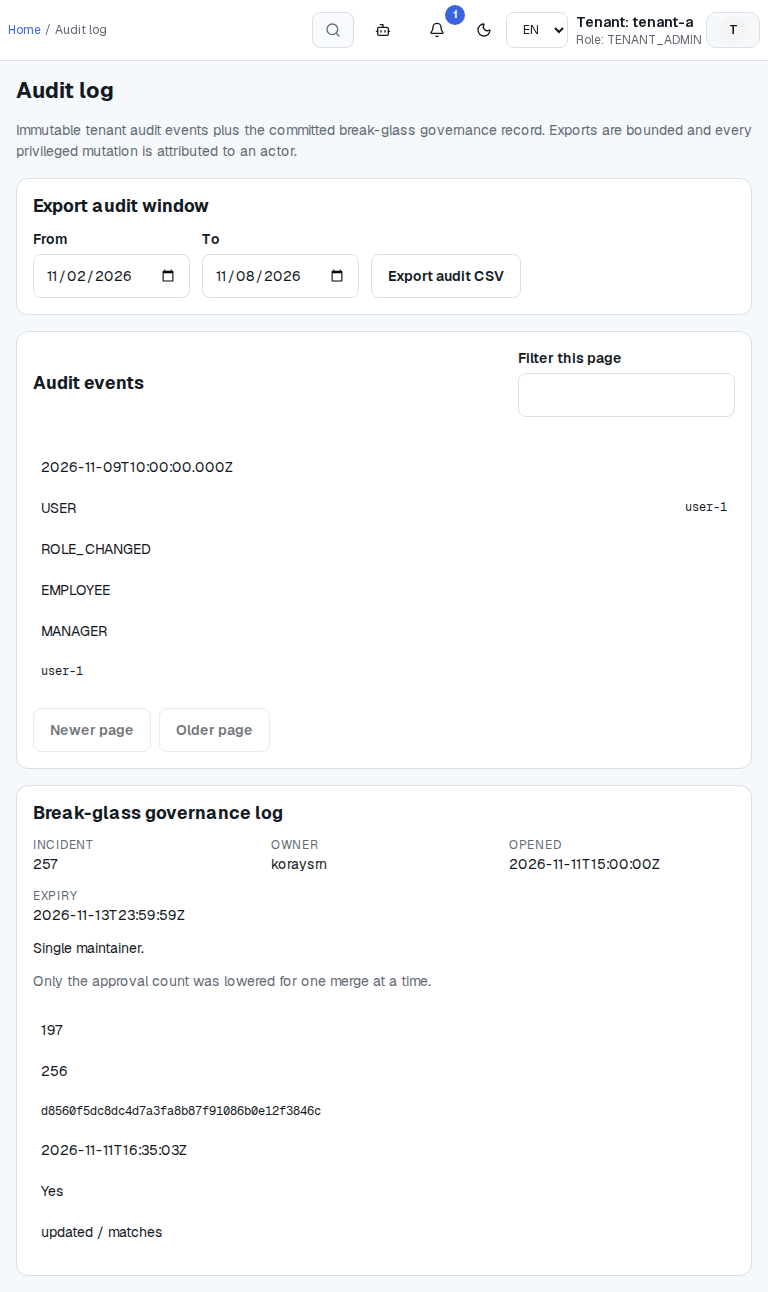 Home / Audit log
1
EN
Tenant: tenant-a
Role: TENANT_ADMIN
T
Audit log
Immutable tenant audit events plus the committed break-glass governance record. Exports are bounded and every
privileged mutation is attributed to an actor.
Export audit window
From
To
11/02/2026
11/08/2026
Export audit CSV
Audit events
Filter this page
2026-11-09T10:00:00.000Z
USER
user-1
ROLE_CHANGED
EMPLOYEE
MANAGER
user-1
Newer page
Older page
Break-glass governance log
INCIDENT
257
OWNER
koraysrn
OPENED
2026-11-11T15:00:00Z
EXPIRY
2026-11-13T23:59:59Z
Single maintainer.
Only the approval count was lowered for one merge at a time.
197
256
d8560f5dc8dc4d7a3fa8b87f91086b0e12f3846c
2026-11-11T16:35:03Z
Yes
updated / matches